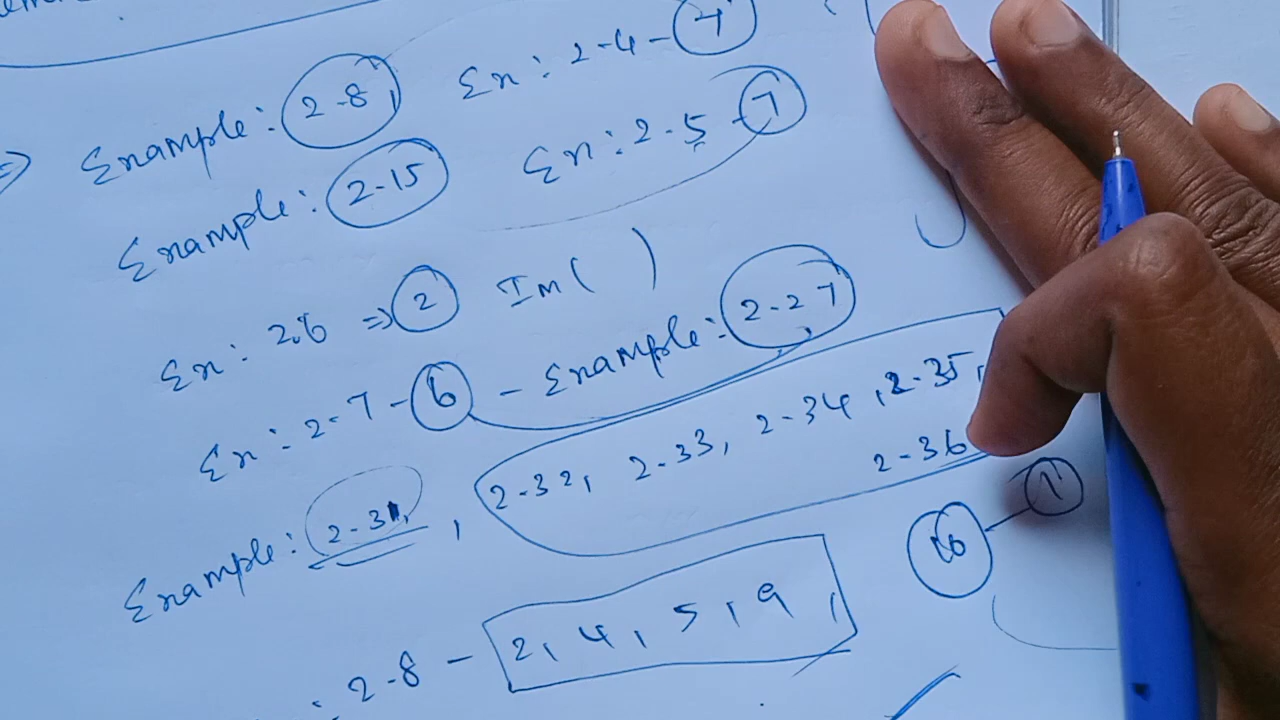 Example: 2-8, Ex: 2-4-7
Example: 2-15 Ex: 2-5-7
Ex: 2.6 => 2 Im( )
Ex: 2-7-6 - Example: 2-27
Example: 2-31, , 2-32, 2-33, 2-34, 2-35,
2-36
16 - 1
: 2-8 - 2, 4, 5, 9,